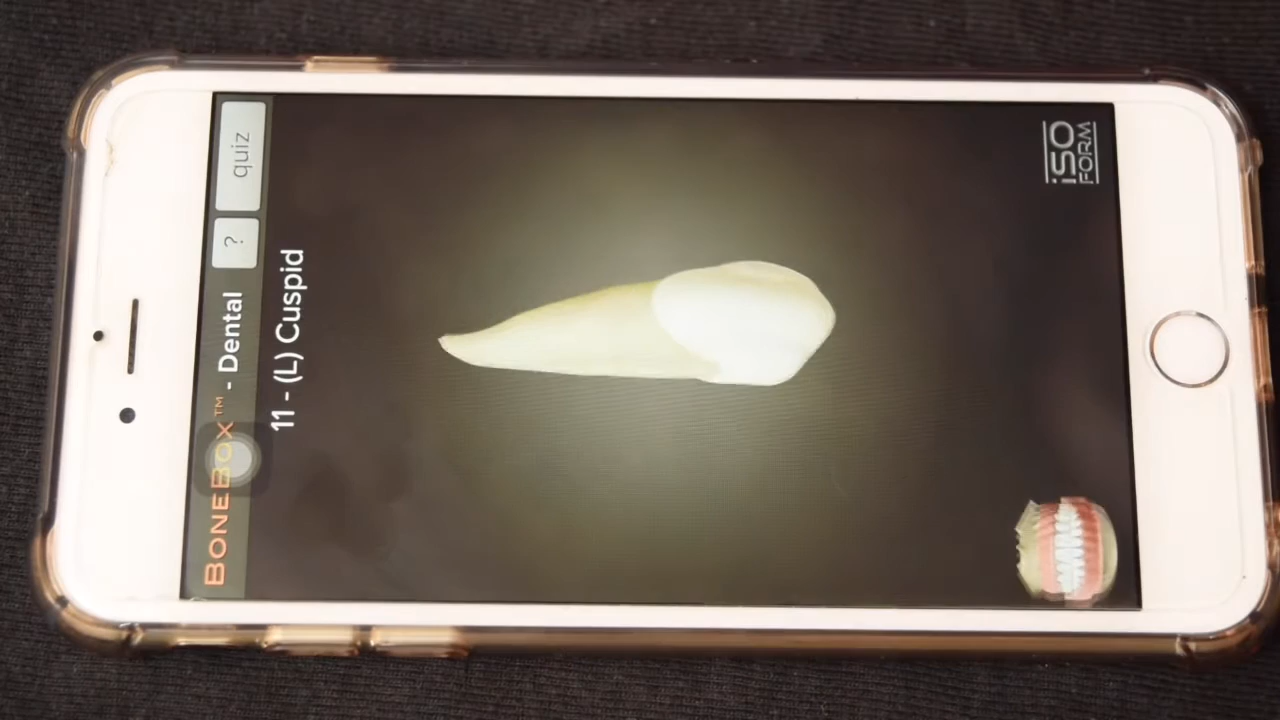 BONEBOX™ - Dental
?
quiz
11 - (L) Cuspid
iSO
FORM